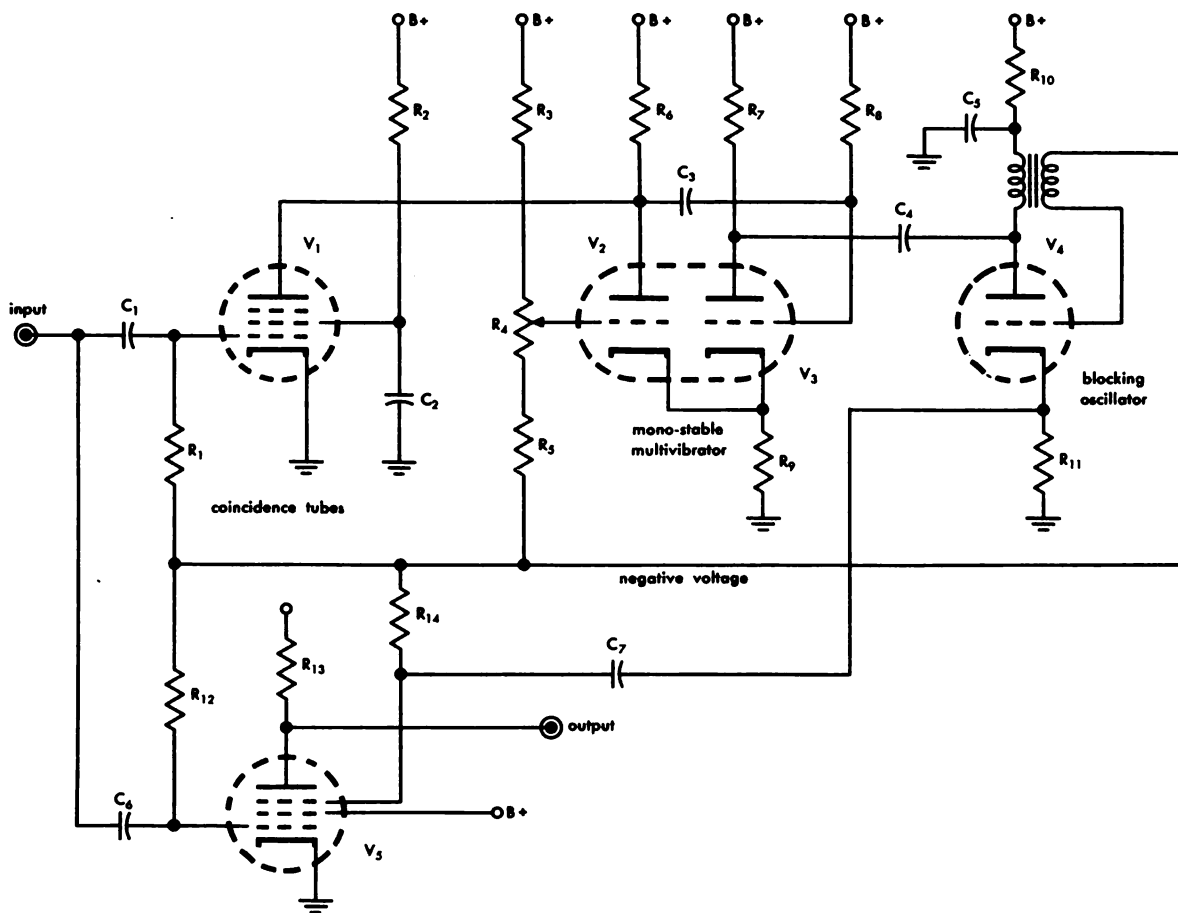 B+ B+ B+ B+ B+ B+
R10
R2 R3 R6 R7 R8
C5
C3
C4
V1 V2 V4
input
C1
R4
V3
blocking
oscillator
C2
mono-stable
multivibrator
R1 R5 R9 R11
coincidence tubes
negative voltage
R14
R13
C7
R12
output
C6
B+
V5